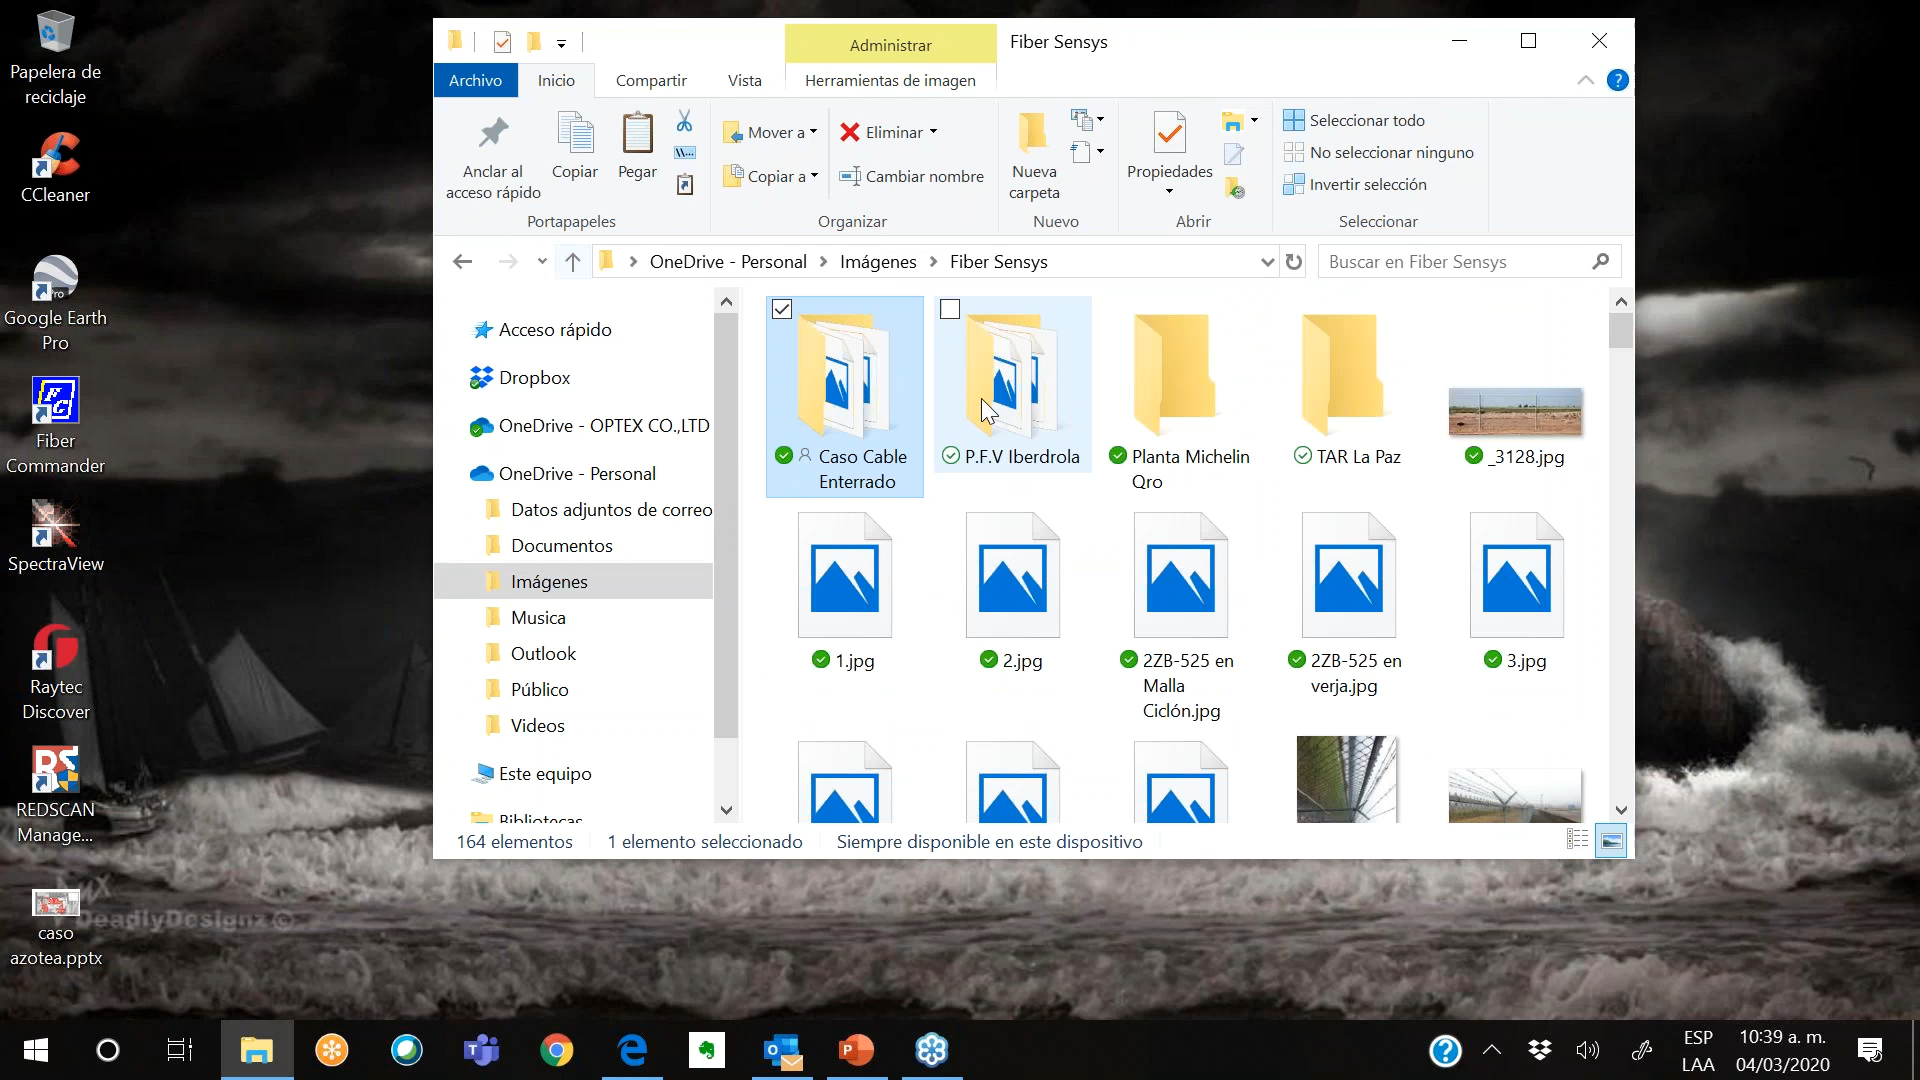 Papelera de
reciclaje
CCleaner
Google Earth
Pro
Fiber
Commander
SpectraView
Raytec
Discover
REDSCAN
Manage...
caso
azotea.pptx
DeadlyDesignz ©
Administrar
Fiber Sensys
Archivo
Inicio
Compartir
Vista
Herramientas de imagen
Anclar al
acceso rápido
Copiar
Pegar
Mover a
Copiar a
Eliminar
Cambiar nombre
Nueva
carpeta
Propiedades
Seleccionar todo
No seleccionar ninguno
Invertir selección
Portapapeles
Organizar
Nuevo
Abrir
Seleccionar
OneDrive - Personal > Imágenes > Fiber Sensys
Buscar en Fiber Sensys
Acceso rápido
Dropbox
OneDrive - OPTEX CO.,LTD
OneDrive - Personal
Datos adjuntos de correo
Documentos
Imágenes
Musica
Outlook
Público
Videos
Este equipo
Bibliotecas
Caso Cable
Enterrado
P.F.V Iberdrola
Planta Michelin
Qro
TAR La Paz
_3128.jpg
1.jpg
2.jpg
2ZB-525 en
Malla
Ciclón.jpg
2ZB-525 en
verja.jpg
3.jpg
164 elementos
1 elemento seleccionado
Siempre disponible en este dispositivo
ESP
LAA
10:39 a. m.
04/03/2020